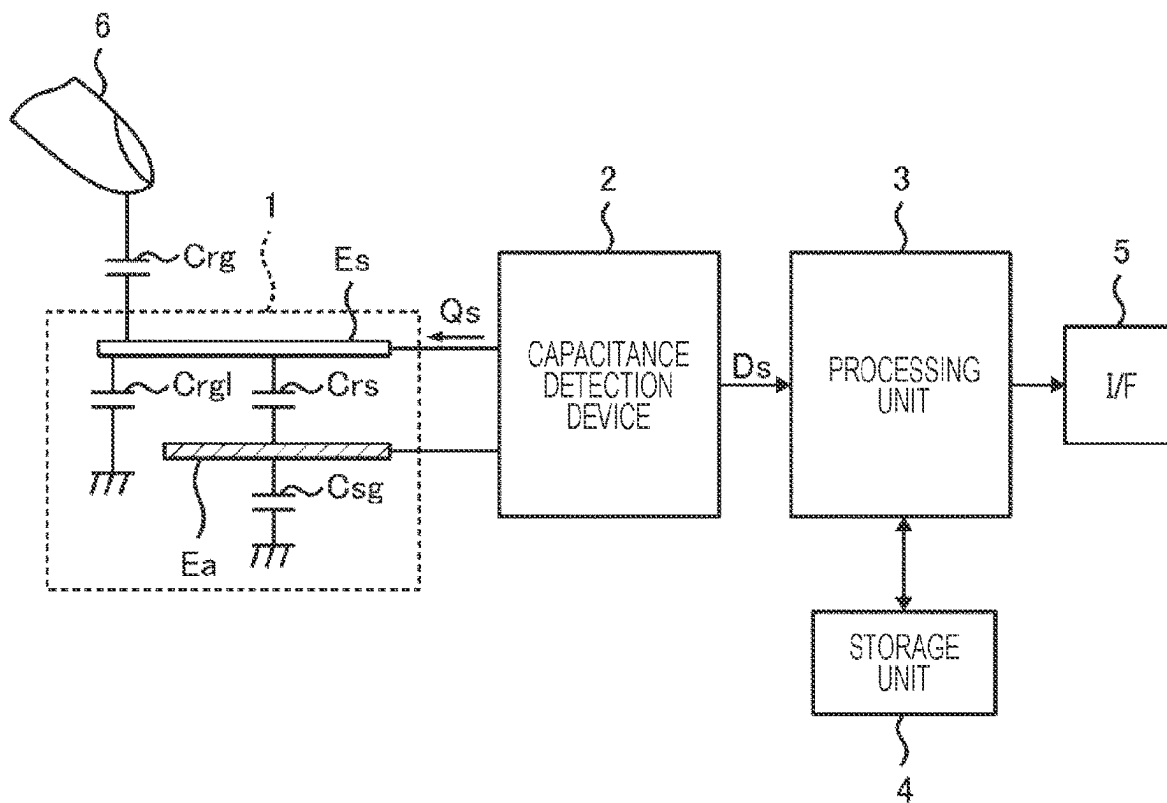 6
1
2
3
5
Crg
Es
Qs
CAPACITANCE
DETECTION
DEVICE
Ds
PROCESSING
UNIT
I/F
Crgl
Crs
Csg
Ea
STORAGE
UNIT
4